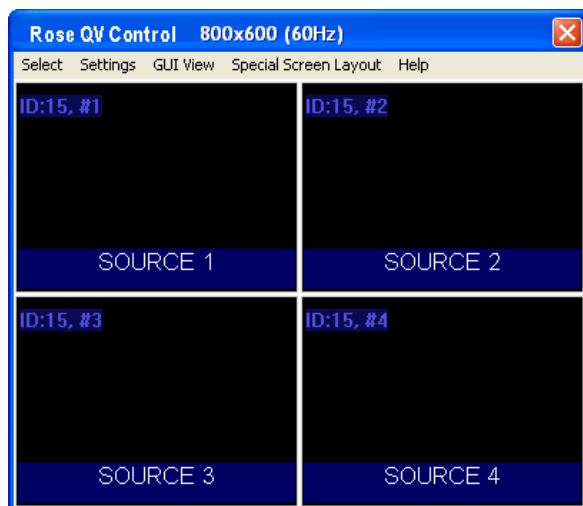 Rose QV Control 800x600 (60Hz)
Select Settings GUI View Special Screen Layout Help
ID:15, #1 ID:15, #2
SOURCE 1 SOURCE 2
ID:15, #3 ID:15, #4
SOURCE 3 SOURCE 4